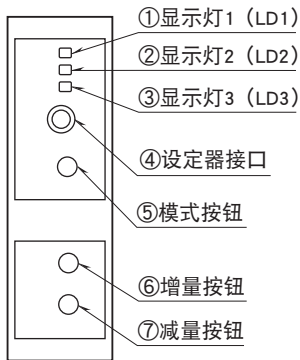 ①显示灯1（LD1）
②显示灯2（LD2）
③显示灯3（LD3）
④设定器接口
⑤模式按钮
⑥增量按钮
⑦减量按钮